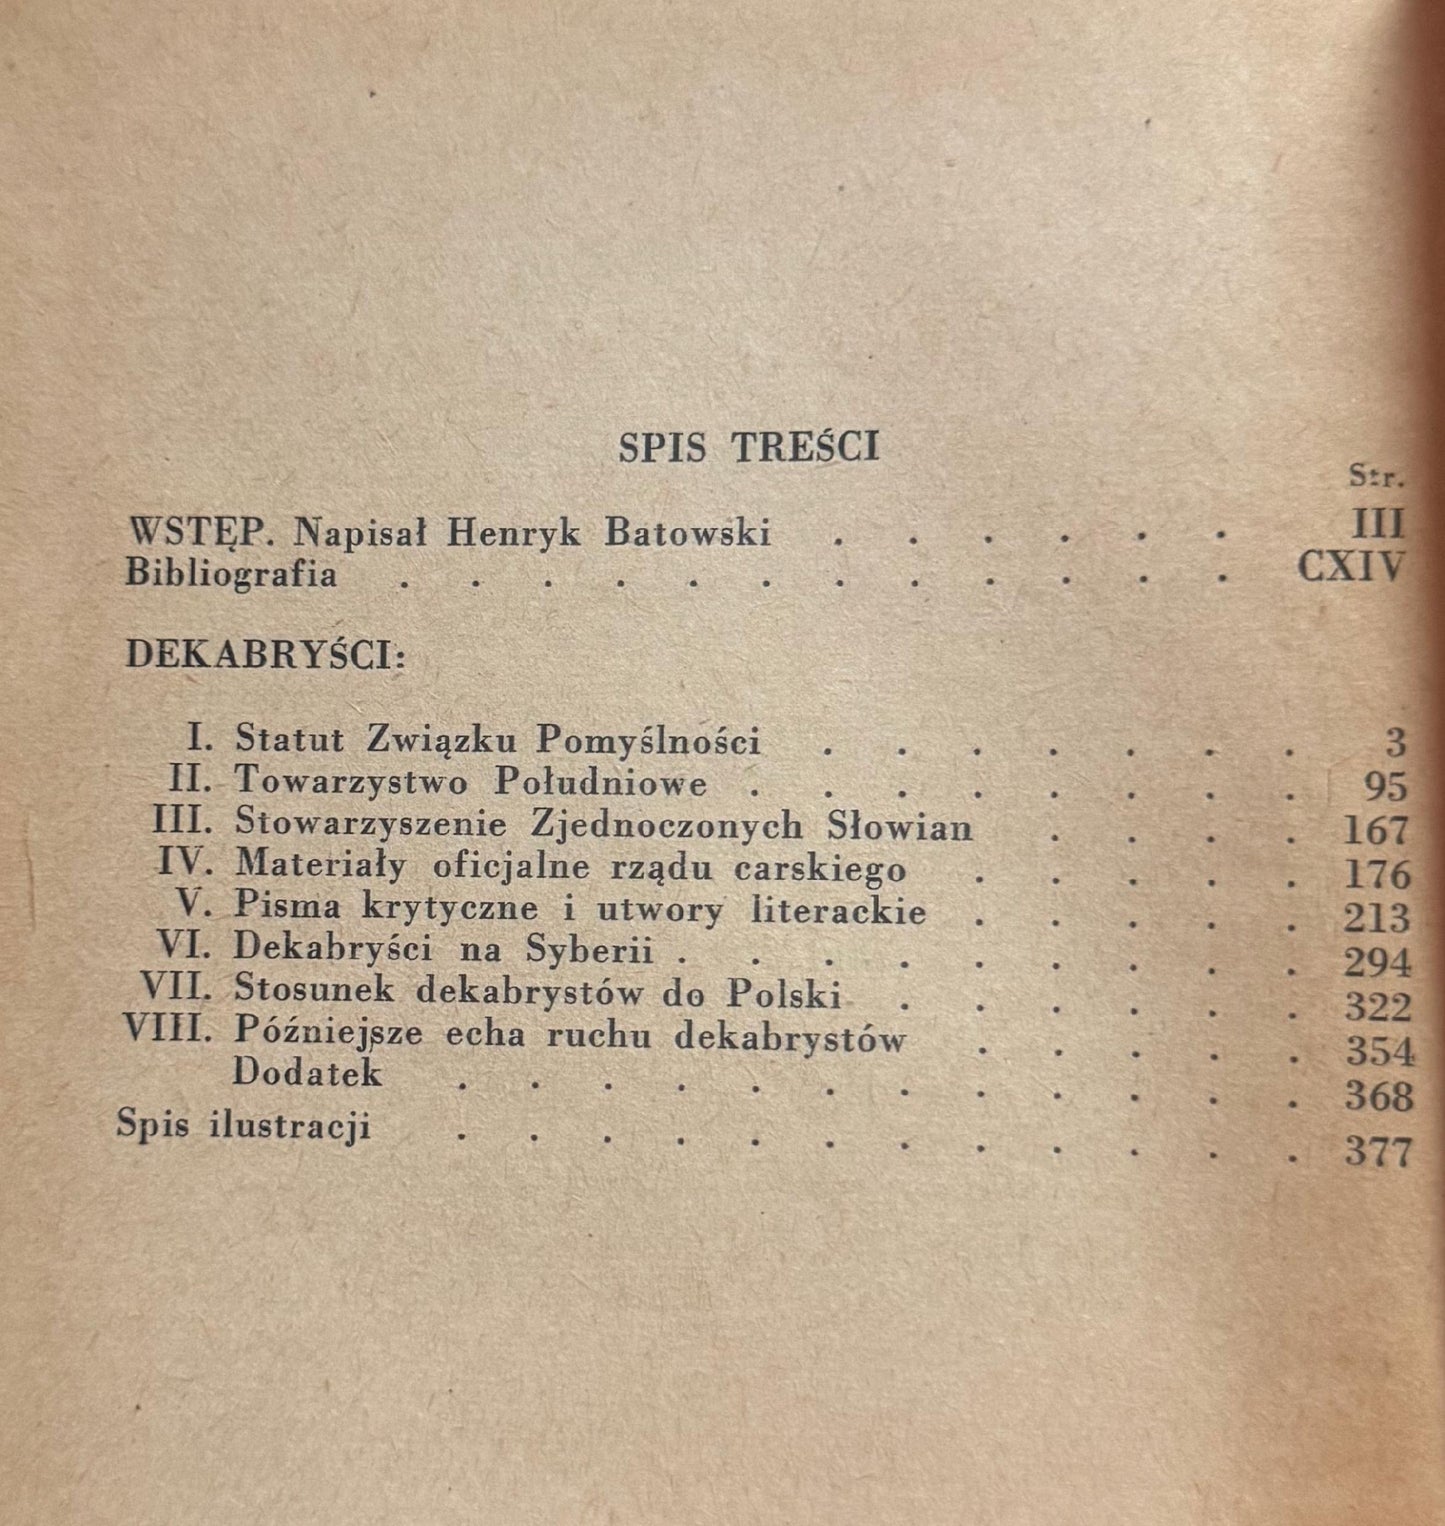 SPIS TREŚCI
Str.
WSTĘP. Napisał Henryk Batowski . . . . . . III
Bibliografia . . . . . . . . . . . . CXIV
DEKABRYŚCI:
I. Statut Związku Pomyślności . . . . . . . 3
II. Towarzystwo Południowe . . . . . . . . 95
III. Stowarzyszenie Zjednoczonych Słowian . . . . 167
IV. Materiały oficjalne rządu carskiego . . . . . 176
V. Pisma krytyczne i utwory literackie . . . . . 213
VI. Dekabryści na Syberii . . . . . . . . . 294
VII. Stosunek dekabrystów do Polski . . . . . . 322
VIII. Późniejsze echa ruchu dekabrystów . . . . . 354
Dodatek . . . . . . . . . . . . 368
Spis ilustracji . . . . . . . . . . . . 377